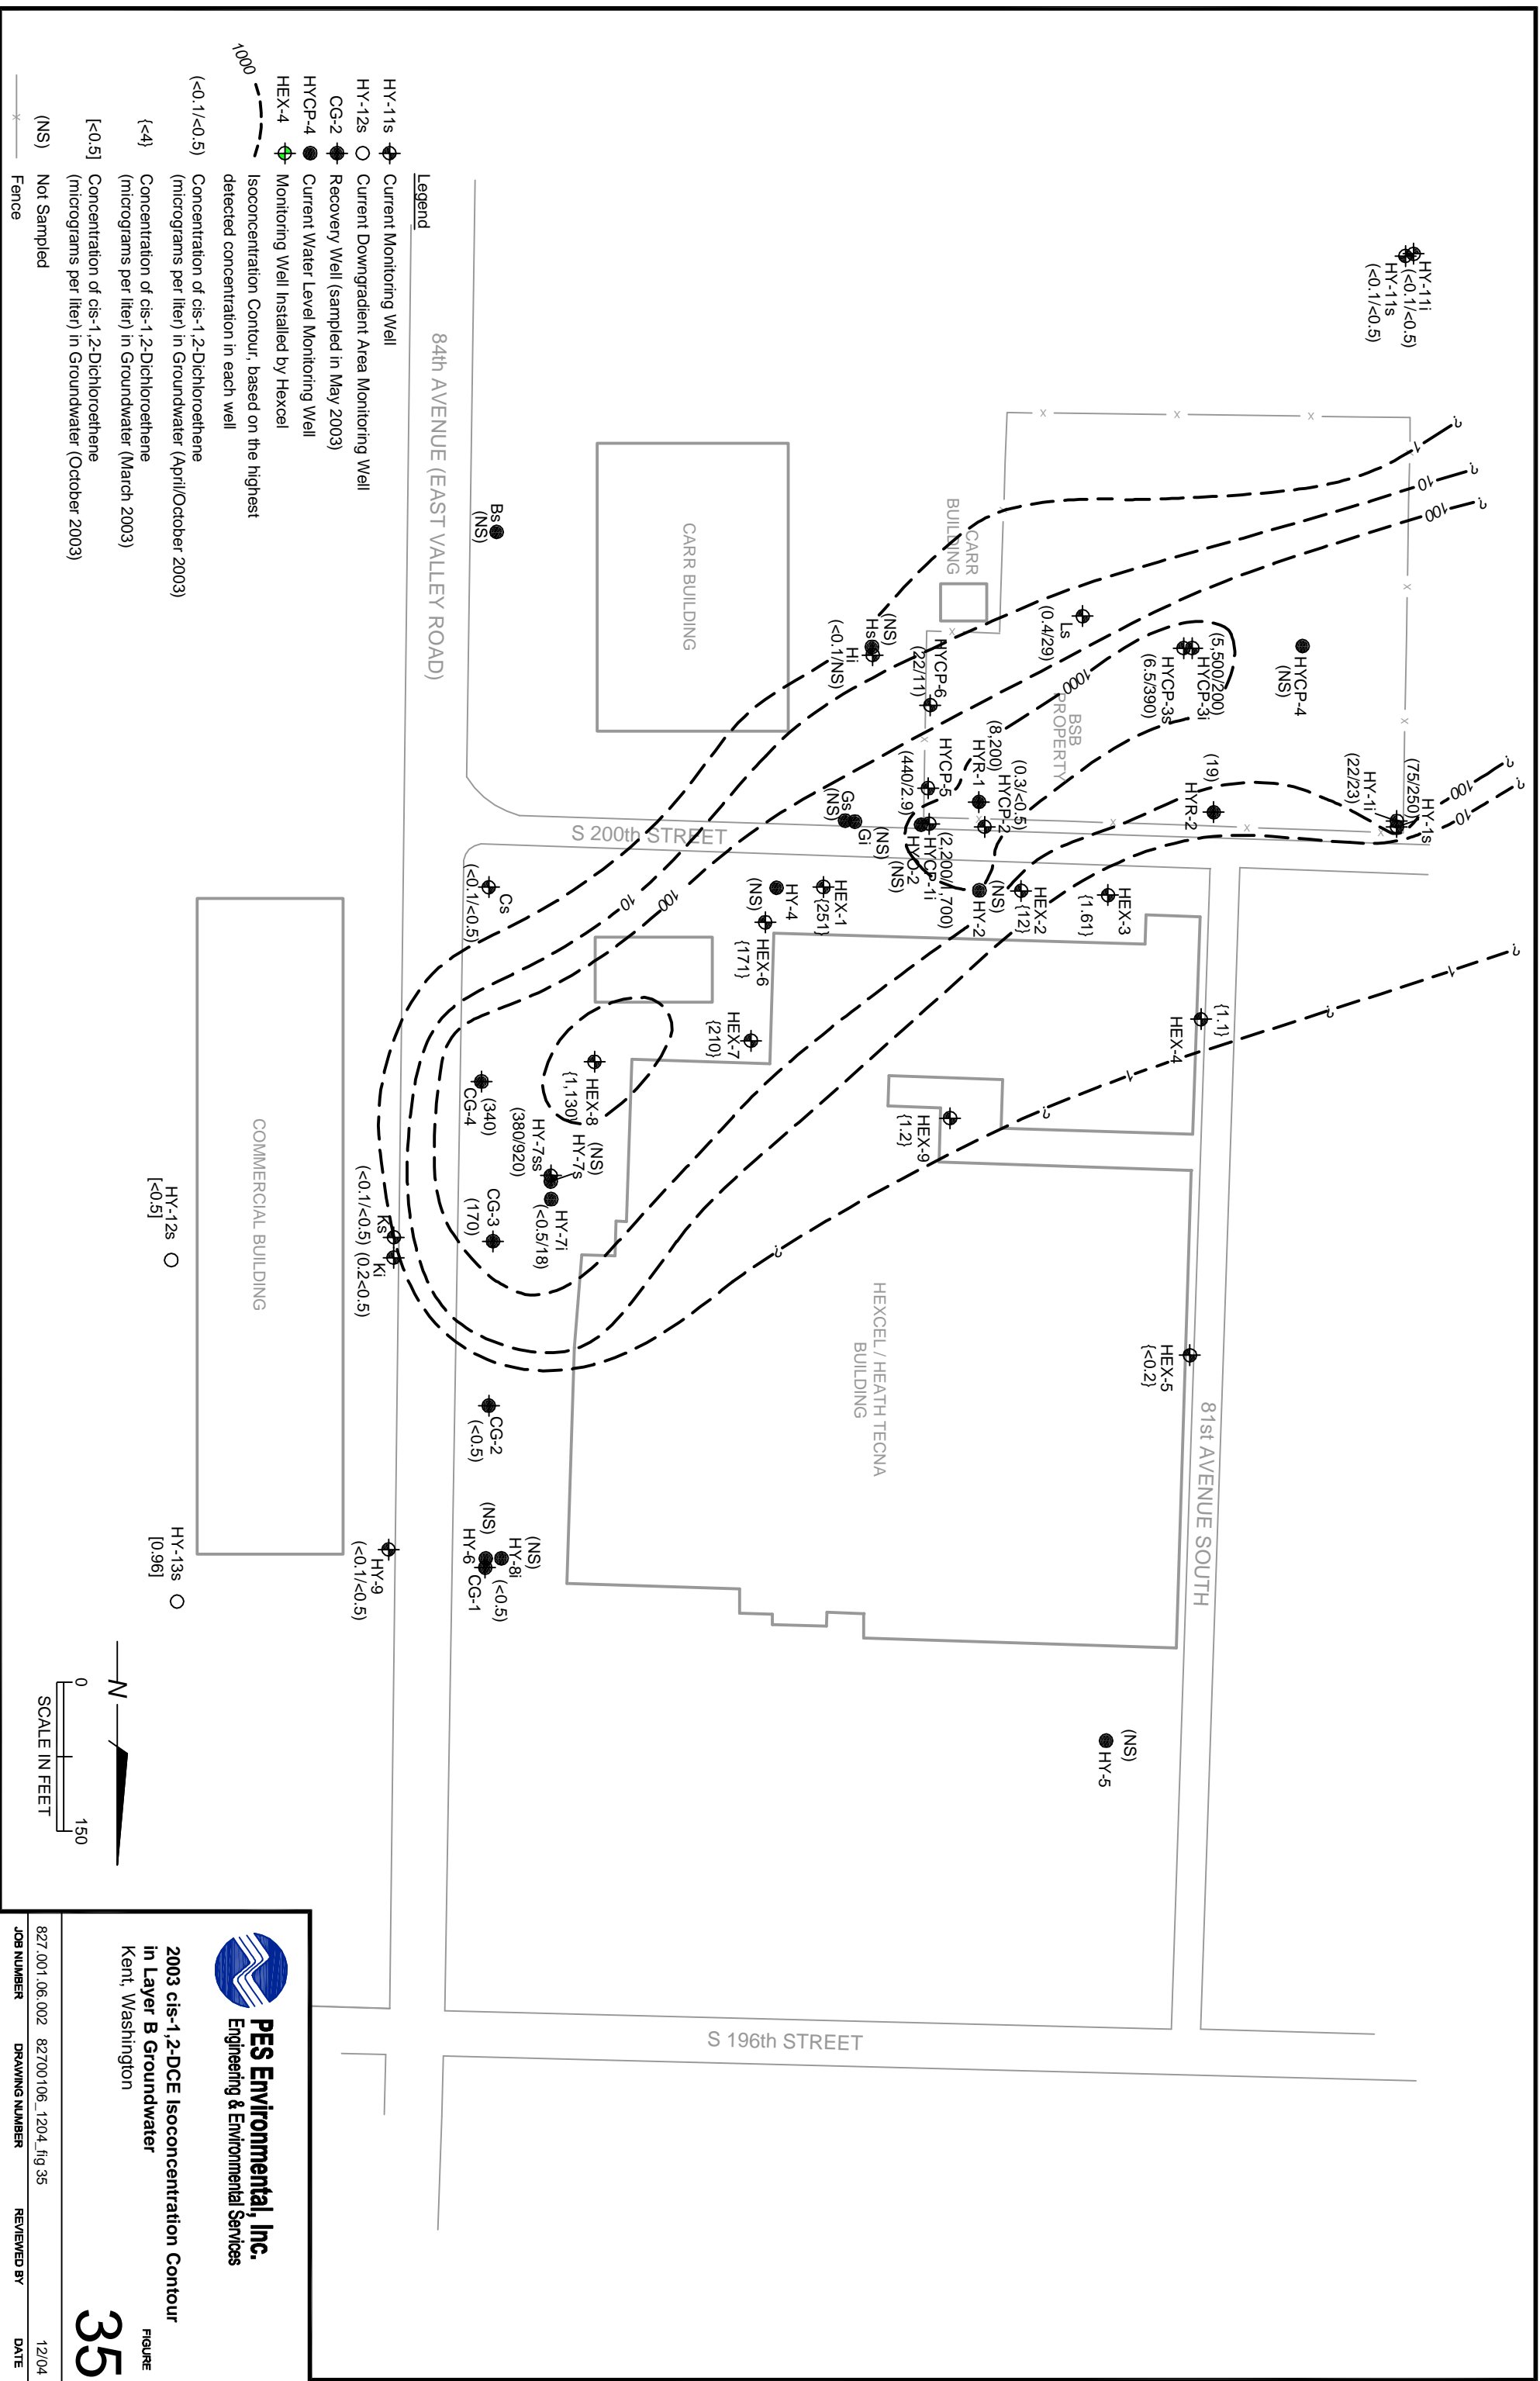 HY-11i
(<0.1/<0.5)
HY-11s
(<0.1/<0.5)
?
1
?
10
?
100
?
100
?
10
?
1
?
1
?
?
1000
10
100
CARR
BUILDING
CARR BUILDING
BSB
PROPERTY
HYCP-4
(NS)
(5,500/200)
HYCP-3i
HYCP-3s
(6.5/390)
Ls
(0.4/29)
(NS)
Hs
Hi
(<0.1/NS)
HYCP-6
(22/11)
HYCP-5
(440/2.9)
(8,200)
HYR-1
(0.3/<0.5)
HYCP-2
(19)
HYR-2
(75/250)
HY-1s
HY-1i
(22/23)
Gs
(NS)
Gi
(NS)
(2,200/1,700)
HYCP-1i
HYO-2
(NS)
S 200th STREET
Bs
(NS)
84th AVENUE (EAST VALLEY ROAD)
Cs
(<0.1/<0.5)
HY-4
(NS)
HEX-1
{251}
HY-2
(NS)
HEX-2
{12}
HEX-3
{1.61}
HEX-6
{171}
HEX-7
{210}
HEX-8
{1,130}
{1.1}
HEX-4
HEX-9
{1.2}
HEX-5
{<0.2}
(340)
CG-4
(NS)
HY-7s
HY-7ss
(380/920)
HY-7i
(<0.5/18)
CG-3
(170)
Ks
(<0.1/<0.5)
Ki
(0.2<0.5)
CG-2
(<0.5)
(NS)
HY-8i
(NS)
HY-6
(<0.5)
CG-1
HY-9
(<0.1/<0.5)
HY-12s
[<0.5]
HY-13s
[0.96]
(NS)
HY-5
COMMERCIAL BUILDING
HEXCEL / HEATH TECNA
BUILDING
81st AVENUE SOUTH
S 196th STREET
Legend
HY-11s Current Monitoring Well
HY-12s Current Downgradient Area Monitoring Well
CG-2 Recovery Well (sampled in May 2003)
HYCP-4 Current Water Level Monitoring Well
HEX-4 Monitoring Well Installed by Hexcel
1000 Isoconcentration Contour, based on the highest
detected concentration in each well
(<0.1/<0.5) Concentration of cis-1,2-Dichloroethene
(micrograms per liter) in Groundwater (April/October 2003)
{<4} Concentration of cis-1,2-Dichloroethene
(micrograms per liter) in Groundwater (March 2003)
[<0.5] Concentration of cis-1,2-Dichloroethene
(micrograms per liter) in Groundwater (October 2003)
(NS) Not Sampled
x Fence
N
0 150
SCALE IN FEET
PES Environmental, Inc.
Engineering & Environmental Services
2003 cis-1,2-DCE Isoconcentration Contour
in Layer B Groundwater
Kent, Washington
FIGURE
35
827.001.06.002 82700106_1204_fig 35 12/04
JOB NUMBER DRAWING NUMBER REVIEWED BY DATE